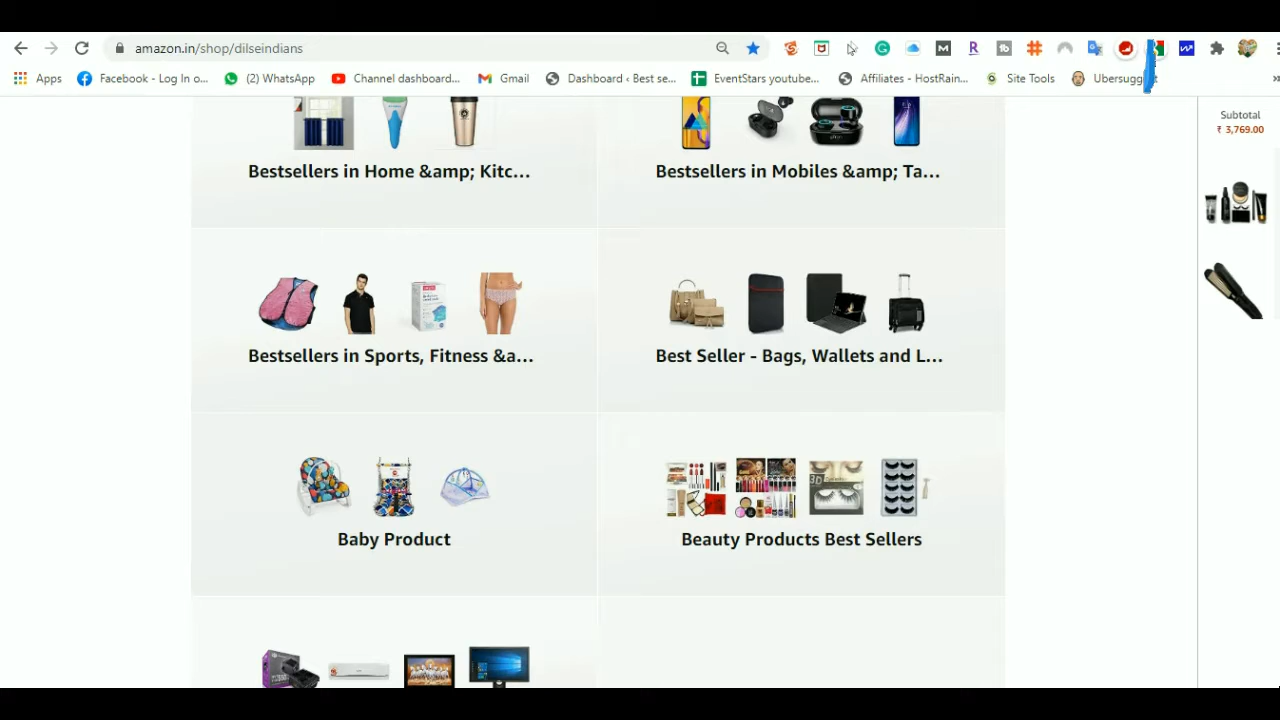 amazon.in/shop/dilseindians
Apps Facebook - Log In o... (2) WhatsApp Channel dashboard... Gmail Dashboard ‹ Best se... EventStars youtube... Affiliates - HostRain... Site Tools Ubersugg
Subtotal
₹ 3,769.00
Bestsellers in Home &amp; Kitc...
Bestsellers in Mobiles &amp; Ta...
Bestsellers in Sports, Fitness &a...
Best Seller - Bags, Wallets and L...
Baby Product
Beauty Products Best Sellers